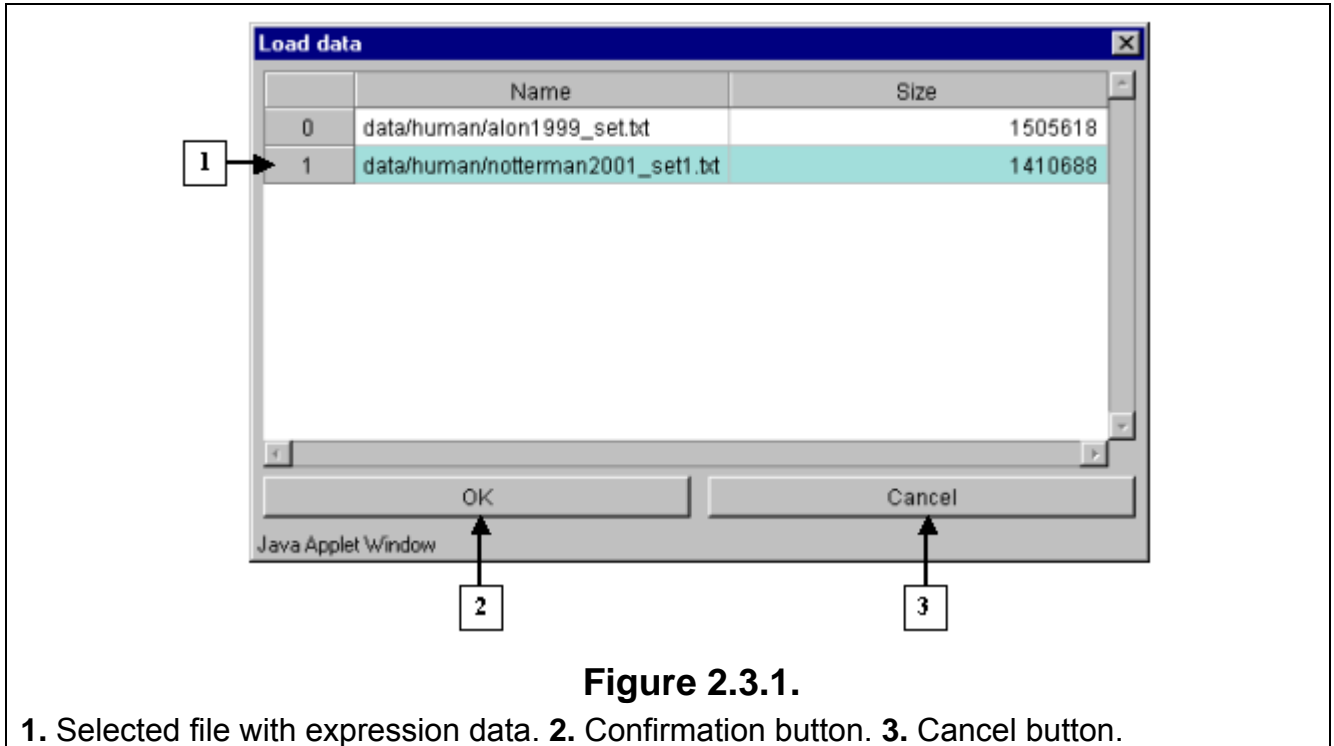 Load data
Name Size
0 data/human/alon1999_set.txt 1505618
1 1 data/human/notterman2001_set1.txt 1410688
OK Cancel
Java Applet Window
2 3
Figure 2.3.1.
1. Selected file with expression data. 2. Confirmation button. 3. Cancel button.